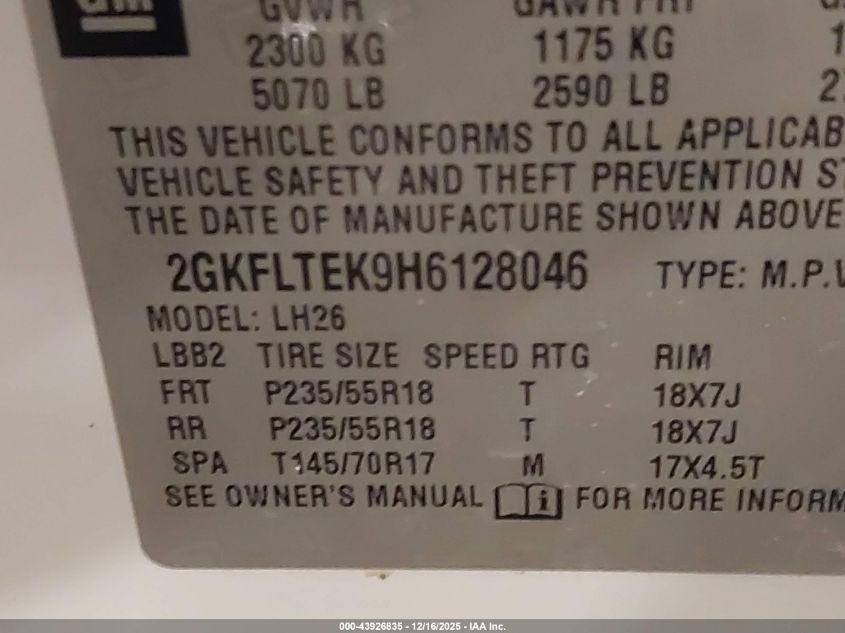 GM
GVWR GAWR FRT
2300 KG 1175 KG
5070 LB 2590 LB
THIS VEHICLE CONFORMS TO ALL APPLICAB
VEHICLE SAFETY AND THEFT PREVENTION ST
THE DATE OF MANUFACTURE SHOWN ABOVE
2GKFLTEK9H6128046 TYPE: M.P.V
MODEL: LH26
LBB2 TIRE SIZE SPEED RTG RIM
FRT P235/55R18 T 18X7J
RR P235/55R18 T 18X7J
SPA T145/70R17 M 17X4.5T
SEE OWNER'S MANUAL FOR MORE INFORM
000-43926835 - 12/16/2025 - IAA Inc.